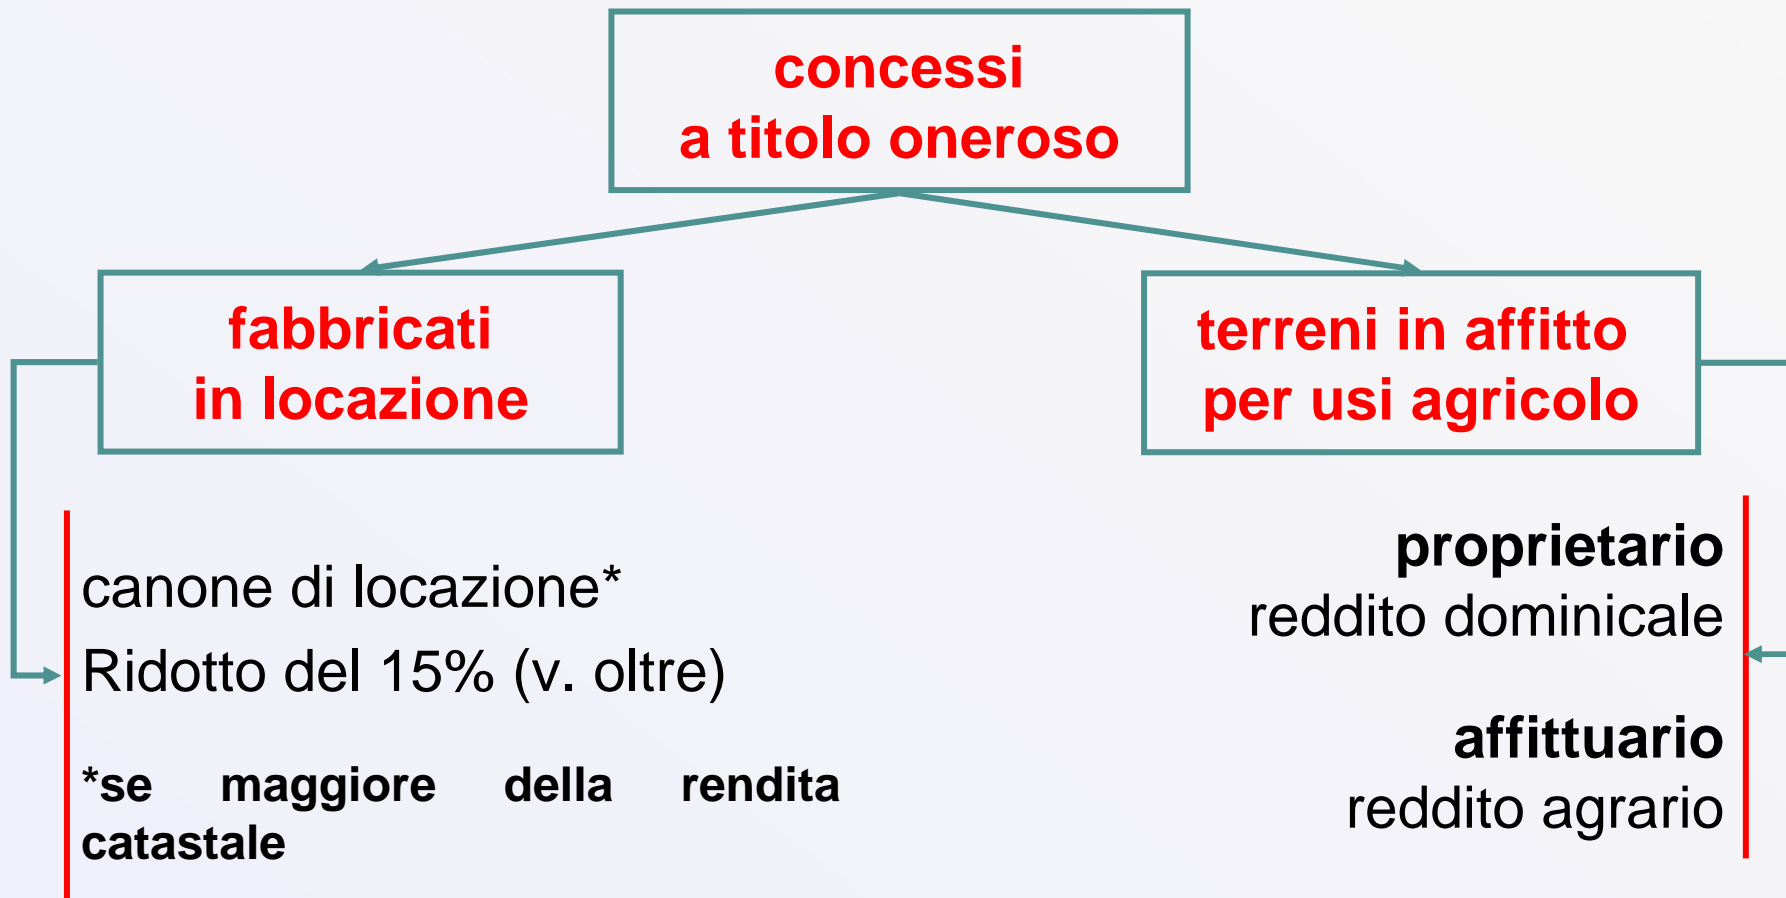 concessi
a titolo oneroso
fabbricati
in locazione
terreni in affitto
per usi agricolo
canone di locazione*
Ridotto del 15% (v. oltre)
*se maggiore della rendita
catastale
proprietario
reddito dominicale
affittuario
reddito agrario